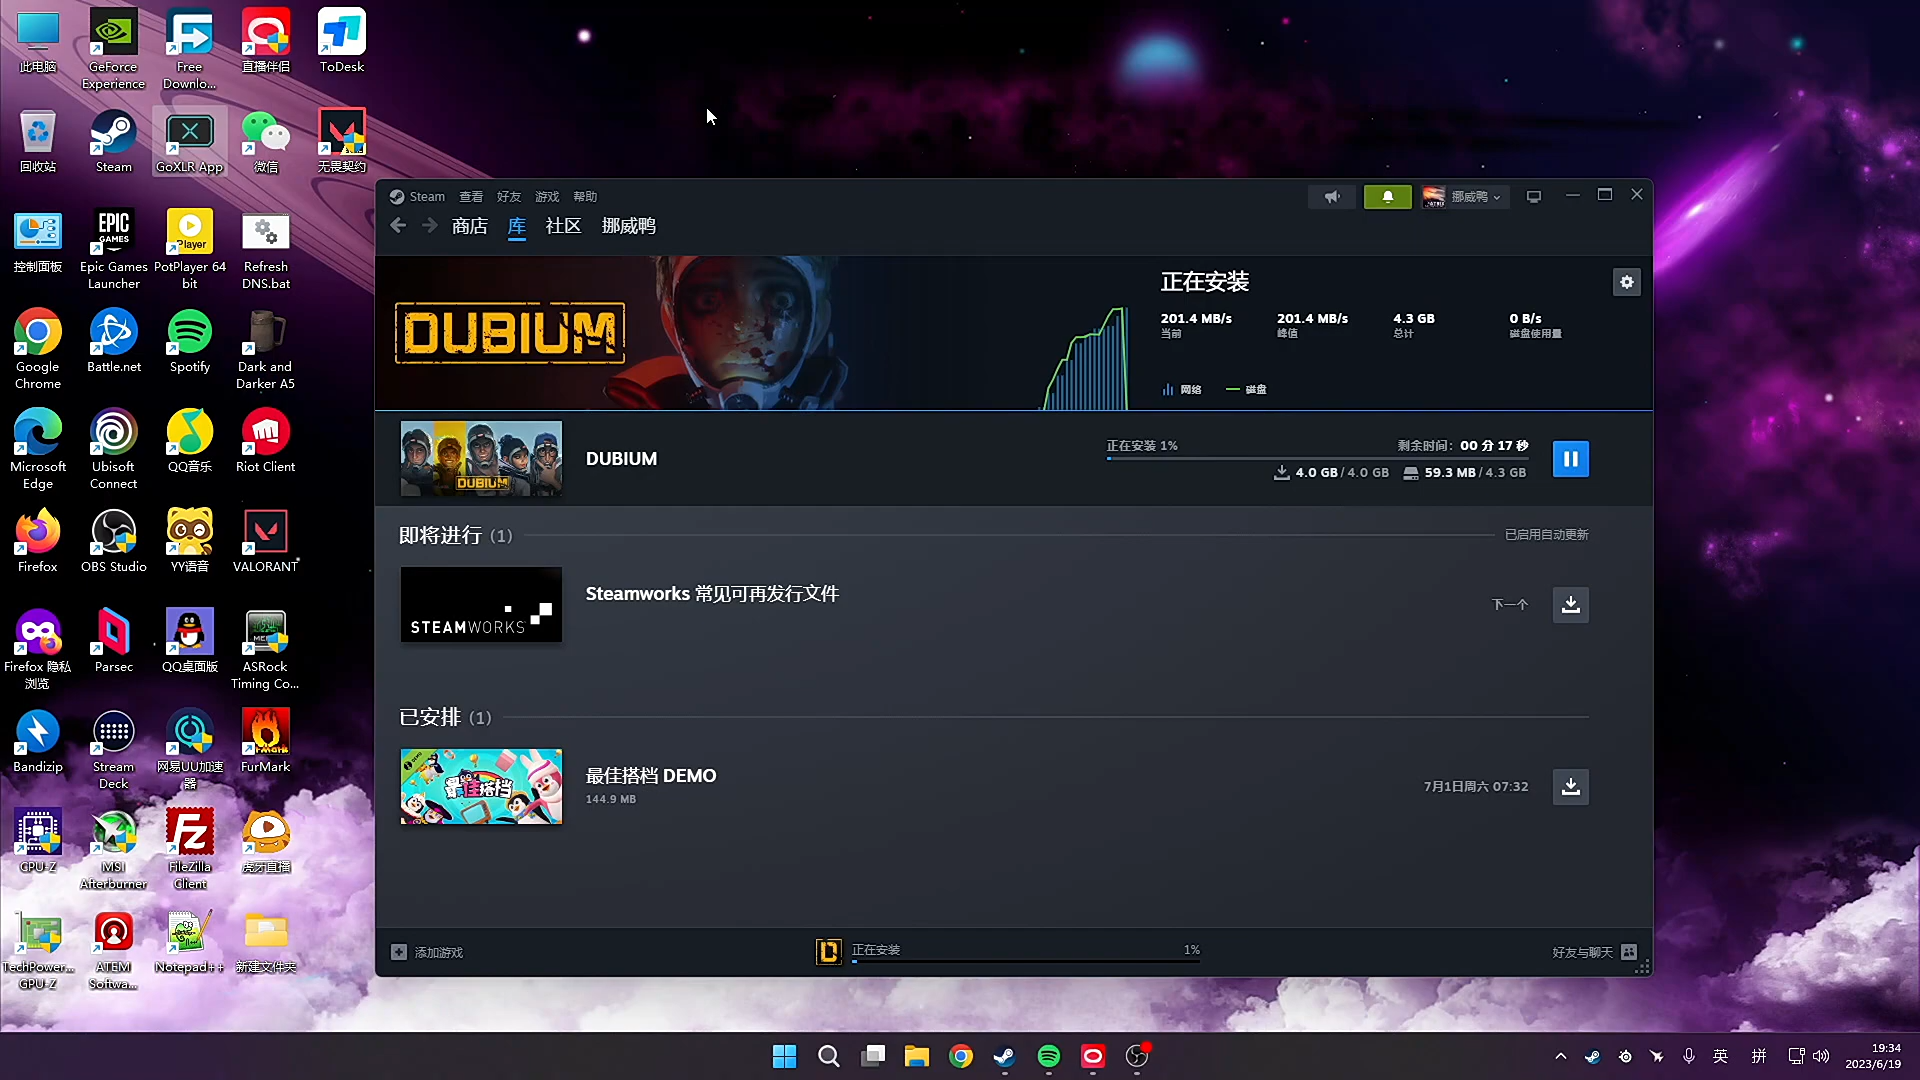 此电脑
GeForce
Experience
Free
Downlo...
直播伴侣
ToDesk
回收站
Steam
GoXLR App
微信
无畏契约
控制面板
EPIC
GAMES
Epic Games
Launcher
Player
PotPlayer 64
bit
Refresh
DNS.bat
Google
Chrome
Battle.net
Spotify
Dark and
Darker A5
Microsoft
Edge
Ubisoft
Connect
QQ音乐
Riot Client
Firefox
OBS Studio
YY语音
VALORANT
Firefox 隐私
浏览
Parsec
QQ桌面版
ASRock
Timing Co...
Bandizip
Stream
Deck
网易UU加速
器
FurMark
GPU-Z
MSI
Afterburner
FileZilla
Client
虎牙直播
TechPower...
GPU-Z
ATEM
Softwa...
Notepad++
新建文件夹
Steam 查看 好友 游戏 帮助
挪威鸭
商店 库 社区 挪威鸭
DUBIUM
正在安装
201.4 MB/s 201.4 MB/s 4.3 GB 0 B/s
当前 峰值 总计 磁盘使用量
网络 磁盘
DUBIUM
DUBIUM
正在安装 1%
剩余时间: 00 分 17 秒
4.0 GB / 4.0 GB 59.3 MB / 4.3 GB
即将进行 (1)
已启用自动更新
STEAMWORKS
Steamworks 常见可再发行文件
下一个
已安排 (1)
DEMO
最佳搭档
最佳搭档 DEMO
144.9 MB
7月1日周六 07:32
添加游戏
正在安装 1%
好友与聊天
英 拼
19:34
2023/6/19